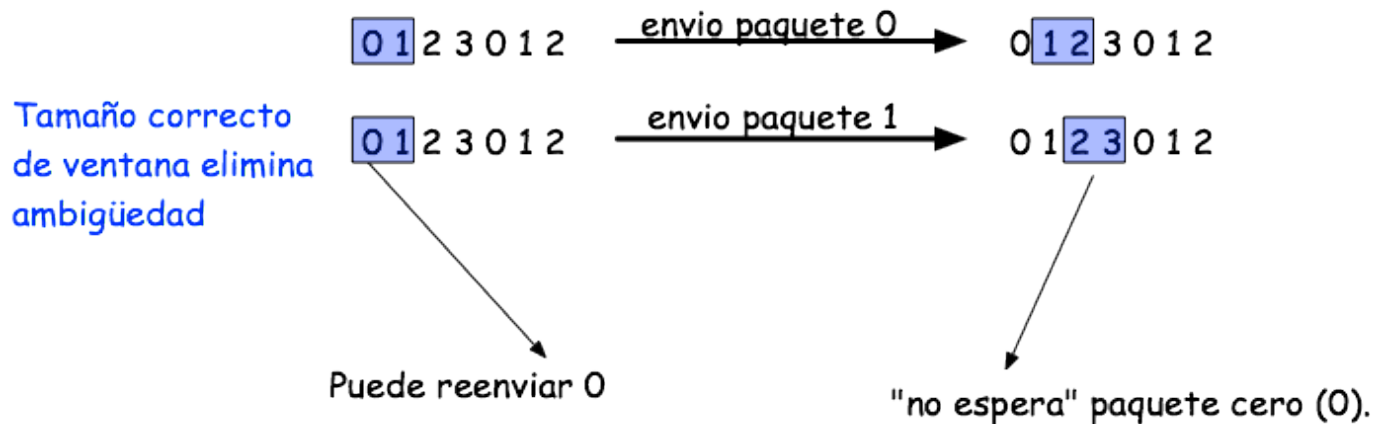 0 1 2 3 0 1 2 envio paquete 0 0 1 2 3 0 1 2
Tamaño correcto
de ventana elimina
ambigüedad
0 1 2 3 0 1 2 envio paquete 1 0 1 2 3 0 1 2
Puede reenviar 0
"no espera" paquete cero (0).